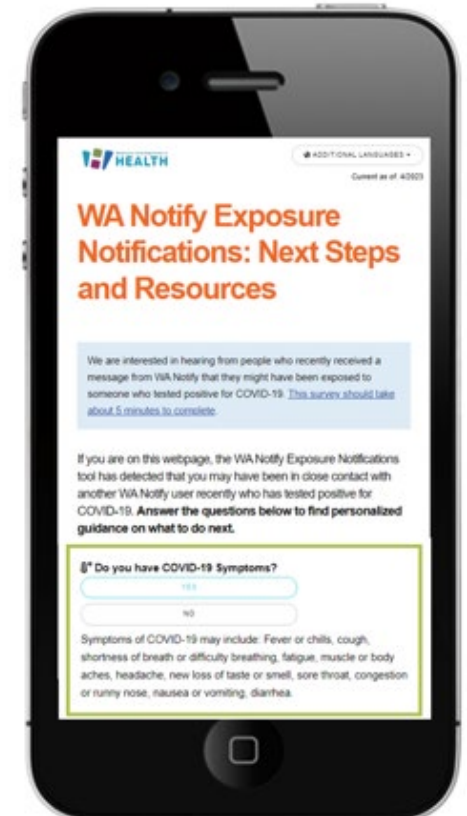 HEALTH
ADDITIONAL LANGUAGES
Current as of: 4/2023
WA Notify Exposure
Notifications: Next Steps
and Resources
We are interested in hearing from people who recently received a
message from WA Notify that they might have been exposed to
someone who tested positive for COVID-19. This survey should take
about 5 minutes to complete.
If you are on this webpage, the WA Notify Exposure Notifications
tool has detected that you may have been in close contact with
another WA Notify user recently who has tested positive for
COVID-19. Answer the questions below to find personalized
guidance on what to do next.
Do you have COVID-19 Symptoms?
YES
NO
Symptoms of COVID-19 may include: Fever or chills, cough,
shortness of breath or difficulty breathing, fatigue, muscle or body
aches, headache, new loss of taste or smell, sore throat, congestion
or runny nose, nausea or vomiting, diarrhea.